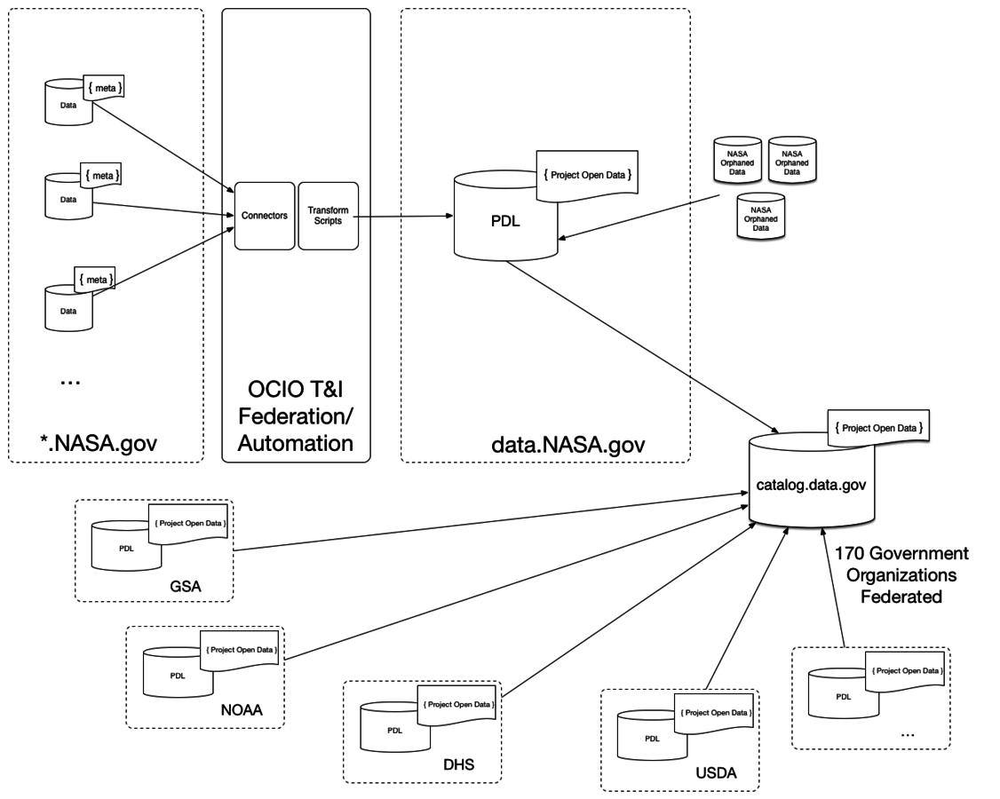 { meta }
Data
{ meta }
Data
{ meta }
Data
...
*.NASA.gov
Connectors
Transform
Scripts
OCIO T&I
Federation/
Automation
{ Project Open Data }
PDL
data.NASA.gov
NASA
Orphaned
Data
NASA
Orphaned
Data
NASA
Orphaned
Data
{ Project Open Data }
catalog.data.gov
170 Government
Organizations
Federated
{ Project Open Data }
PDL
GSA
{ Project Open Data }
PDL
NOAA
{ Project Open Data }
PDL
DHS
{ Project Open Data }
PDL
USDA
{ Project Open Data }
PDL
...